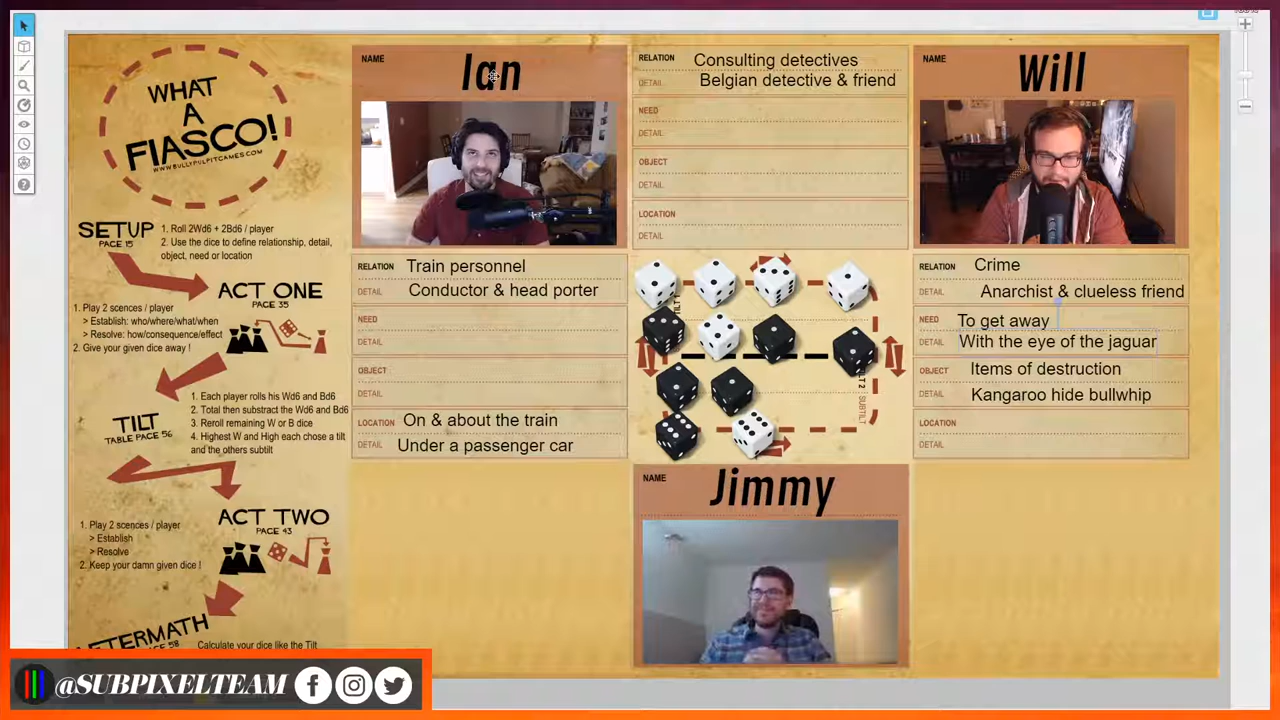 WHAT
A
FIASCO!
WWW.BULLYPULPITGAMES.COM
SETUP
PAGE 15
1. Roll 2Wd6 + 2Bd6 / player
2. Use the dice to define relationship, detail,
object, need or location
ACT ONE
PAGE 35
1. Play 2 scences / player
> Establish: who/where/what/when
> Resolve: how/consequence/effect
2. Give your given dice away !
TILT
TABLE PAGE 56
1. Each player rolls his Wd6 and Bd6
2. Total then substract the Wd6 and Bd6
3. Reroll remaining W or B dice
4. Highest W and High each chose a tilt
and the others subtilt
ACT TWO
PAGE 43
1. Play 2 scences / player
> Establish
> Resolve
2. Keep your damn given dice !
Calculate your dice like the Tilt
NAME
Ian
RELATION Consulting detectives
DETAIL Belgian detective & friend
NEED
DETAIL
OBJECT
DETAIL
LOCATION
DETAIL
NAME
Will
RELATION Train personnel
DETAIL Conductor & head porter
NEED
DETAIL
OBJECT
DETAIL
LOCATION On & about the train
DETAIL Under a passenger car
TILT 1
SUBTILT
RELATION Crime
DETAIL Anarchist & clueless friend
NEED To get away
DETAIL With the eye of the jaguar
OBJECT Items of destruction
DETAIL Kangaroo hide bullwhip
LOCATION
DETAIL
NAME
Jimmy
@SUBPIXELTEAM